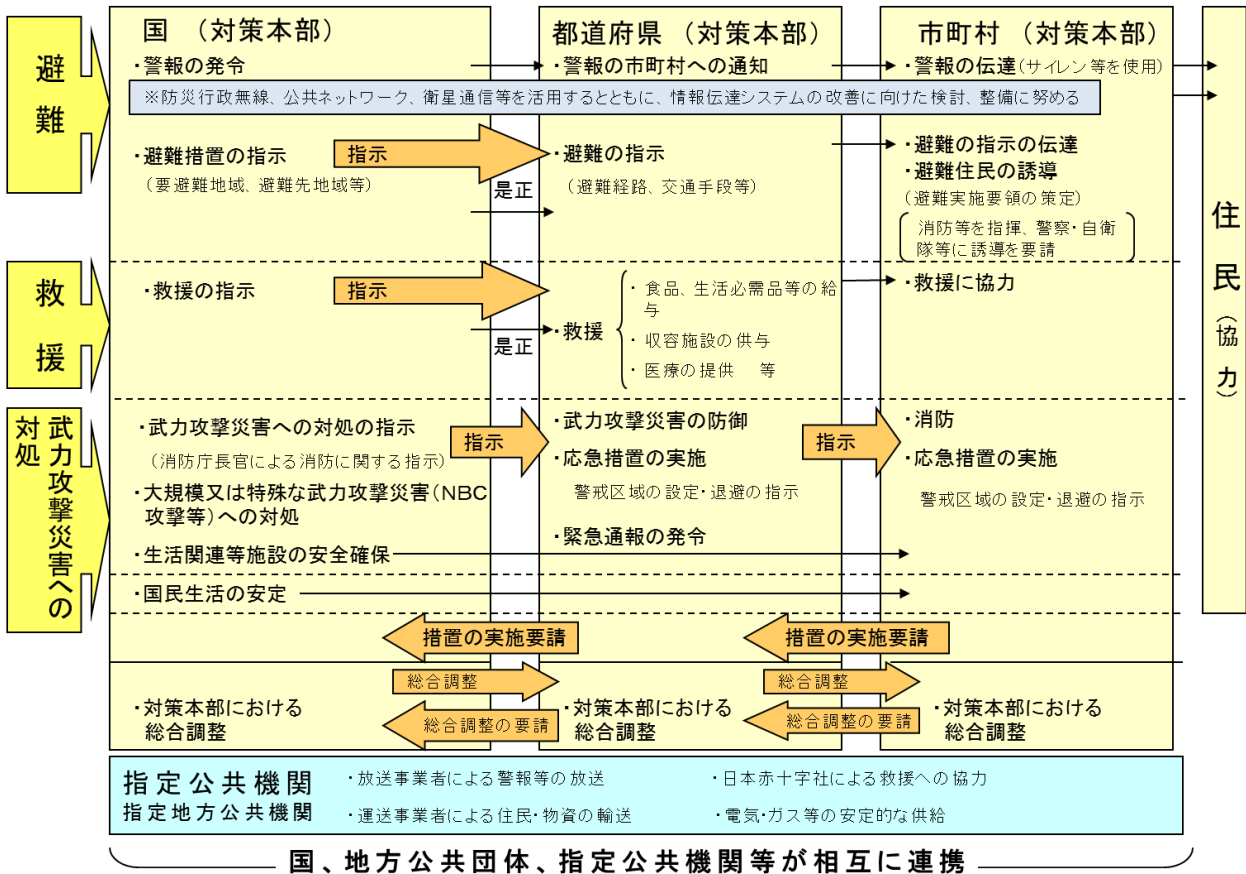 国 （対策本部）
都道府県 （対策本部）
市町村 （対策本部）
避難
・警報の発令
・警報の市町村への通知
・警報の伝達(サイレン等を使用)
※防災行政無線、公共ネットワーク、衛星通信等を活用するとともに、情報伝達システムの改善に向けた検討、整備に努める
・避難措置の指示
（要避難地域、避難先地域等）
指示
是正
・避難の指示
（避難経路、交通手段等）
・避難の指示の伝達
・避難住民の誘導
（避難実施要領の策定）
消防等を指揮、警察・自衛
隊等に誘導を要請
救援
・救援の指示
指示
是正
・救援
・ 食品、生活必需品等の給
与
・ 収容施設の供与
・ 医療の提供 等
・救援に協力
武力攻撃災害への
対処
・武力攻撃災害への対処の指示
（消防庁長官による消防に関する指示）
・大規模又は特殊な武力攻撃災害(NBC
攻撃等)への対処
・生活関連等施設の安全確保
・国民生活の安定
指示
・武力攻撃災害の防御
・応急措置の実施
警戒区域の設定・退避の指示
・緊急通報の発令
指示
・消防
・応急措置の実施
警戒区域の設定・退避の指示
措置の実施要請
措置の実施要請
総合調整
総合調整
・対策本部における
総合調整
総合調整の要請
・対策本部における
総合調整
総合調整の要請
・対策本部における
総合調整
住民（協力）
指定公共機関
指定地方公共機関
・放送事業者による警報等の放送
・日本赤十字社による救援への協力
・運送事業者による住民・物資の輸送
・電気・ガス等の安定的な供給
国、地方公共団体、指定公共機関等が相互に連携